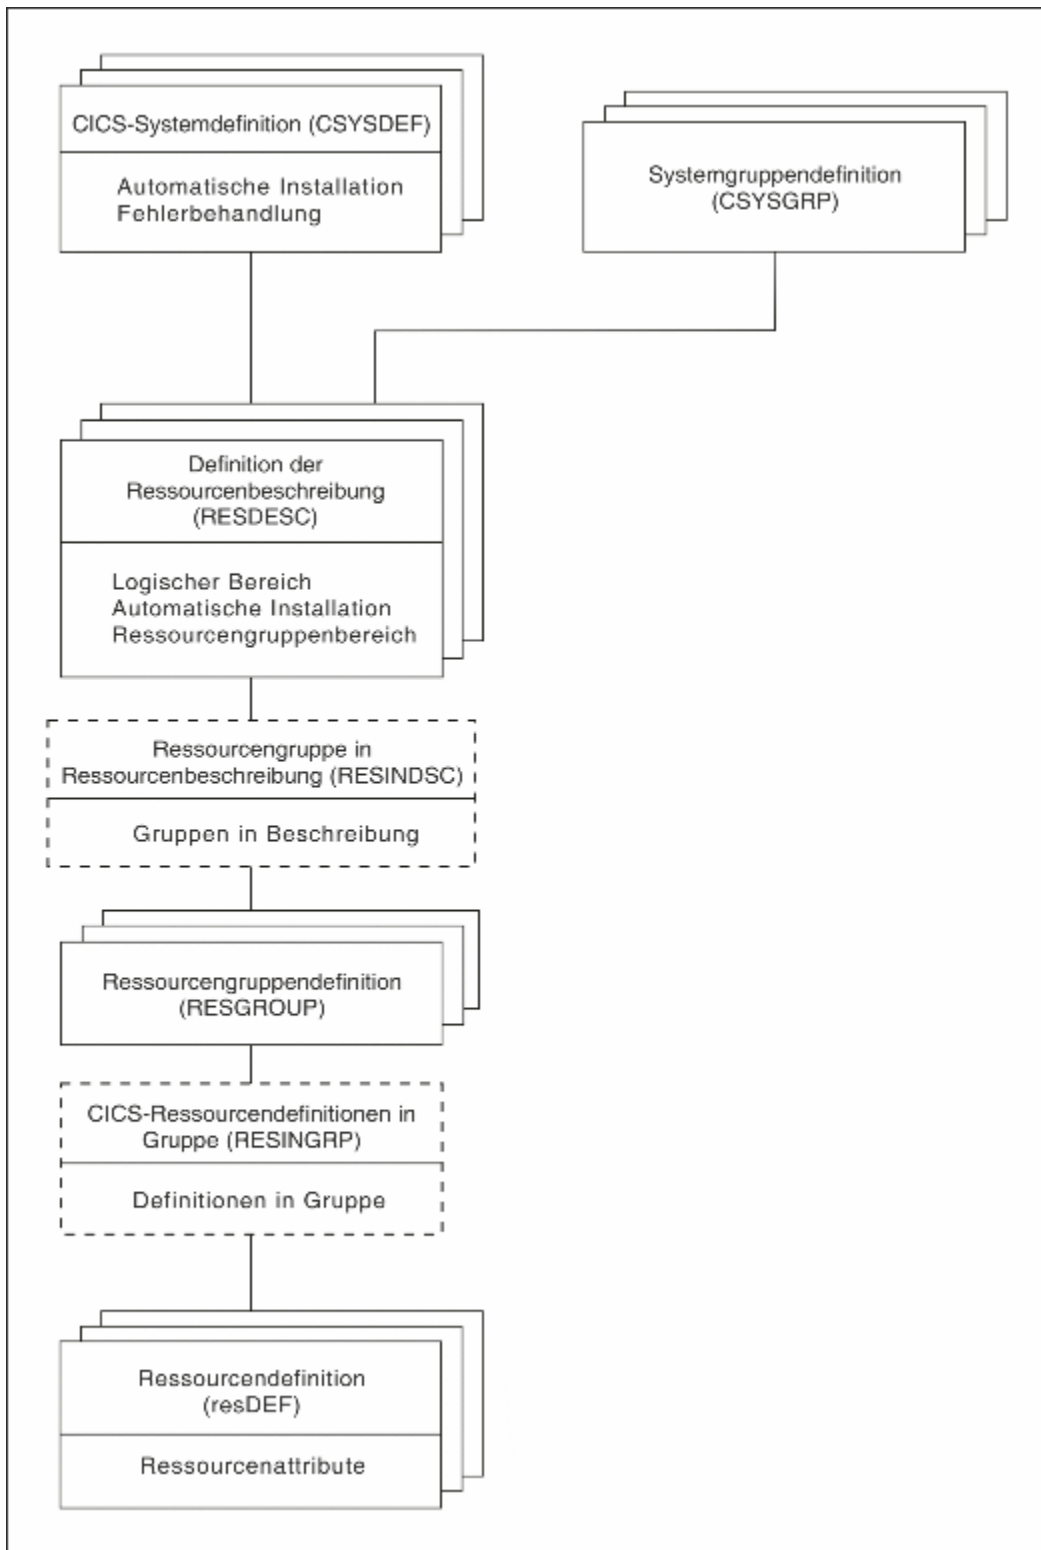 CICS-Systemdefinition (CSYSDEF)
Automatische Installation
Fehlerbehandlung
Systemgruppendefinition
(CSYSGRP)
Definition der
Ressourcenbeschreibung
(RESDESC)
Logischer Bereich
Automatische Installation
Ressourcengruppenbereich
Ressourcengruppe in
Ressourcenbeschreibung (RESINDSC)
Gruppen in Beschreibung
Ressourcengruppendefinition
(RESGROUP)
CICS-Ressourcendefinitionen in
Gruppe (RESINGRP)
Definitionen in Gruppe
Ressourcendefinition
(resDEF)
Ressourcenattribute